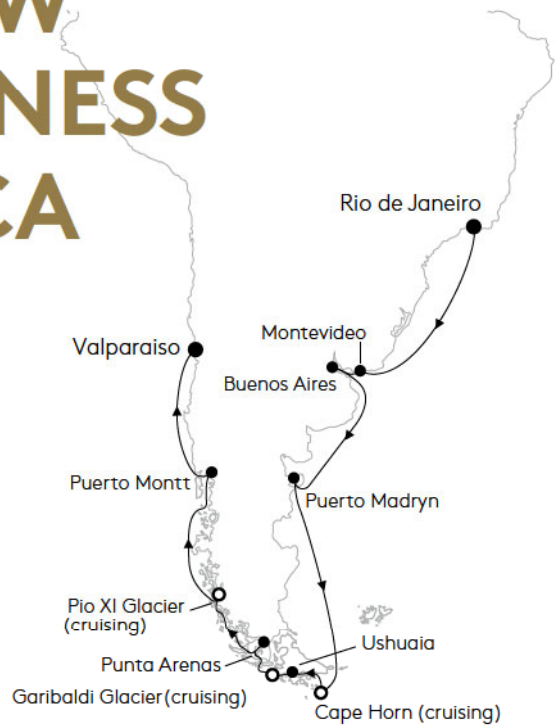 W
NESS
CA
Rio de Janeiro
Montevideo
Valparaiso
Buenos Aires
Puerto Montt
Puerto Madryn
Pio XI Glacier
(cruising)
Ushuaia
Punta Arenas
Garibaldi Glacier (cruising)
Cape Horn (cruising)